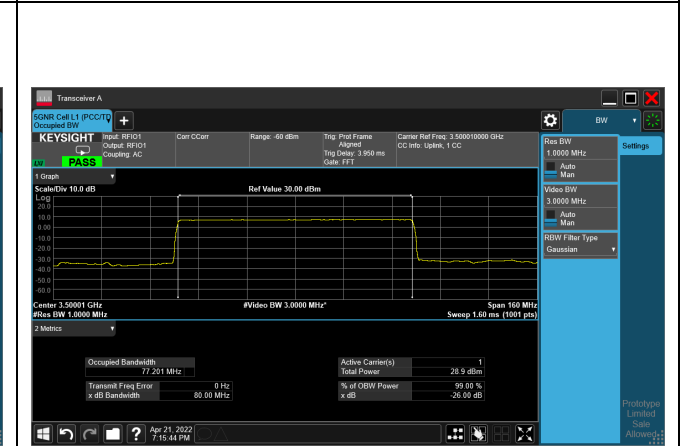 Transceiver A
5GNR Cell L1 (PCC/TD
Occupied BW
+
BW
KEYSIGHT
Input: RFIO1
Output: RFIO1
Coupling: AC
Corr CCorr
Range: -60 dBm
Trig: Prot Frame
Aligned
Trig Delay: 3.950 ms
Gate: FFT
Carrier Ref Freq: 3.500010000 GHz
CC Info: Uplink, 1 CC
PASS
Res BW
1.0000 MHz
Auto
Man
Settings
Video BW
3.0000 MHz
Auto
Man
RBW Filter Type
Gaussian
1 Graph
Scale/Div 10.0 dB
Ref Value 30.00 dBm
Log
20.0
10.0
0.00
-10.0
-20.0
-30.0
-40.0
-50.0
-60.0
Center 3.50001 GHz
#Video BW 3.0000 MHz*
Span 160 MHz
#Res BW 1.0000 MHz
Sweep 1.60 ms (1001 pts)
2 Metrics
Occupied Bandwidth
77.201 MHz
Active Carrier(s) 1
Total Power 28.9 dBm
Transmit Freq Error 0 Hz
x dB Bandwidth 80.00 MHz
% of OBW Power 99.00 %
x dB -26.00 dB
Prototype
Limited
Sale
Allowed
?
Apr 21, 2022
7:15:44 PM